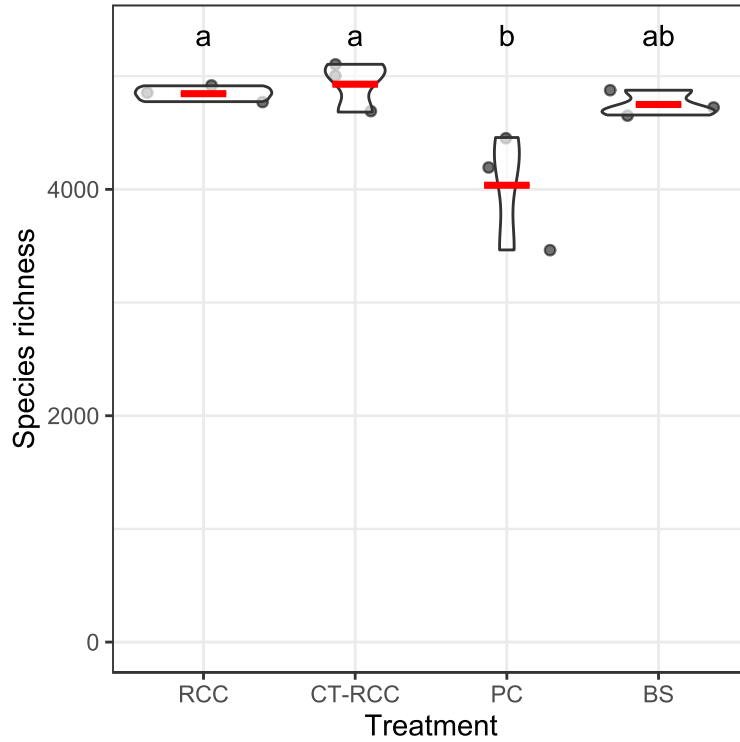 a a b ab
4000
2000
0
Species richness
RCC CT-RCC PC BS
Treatment